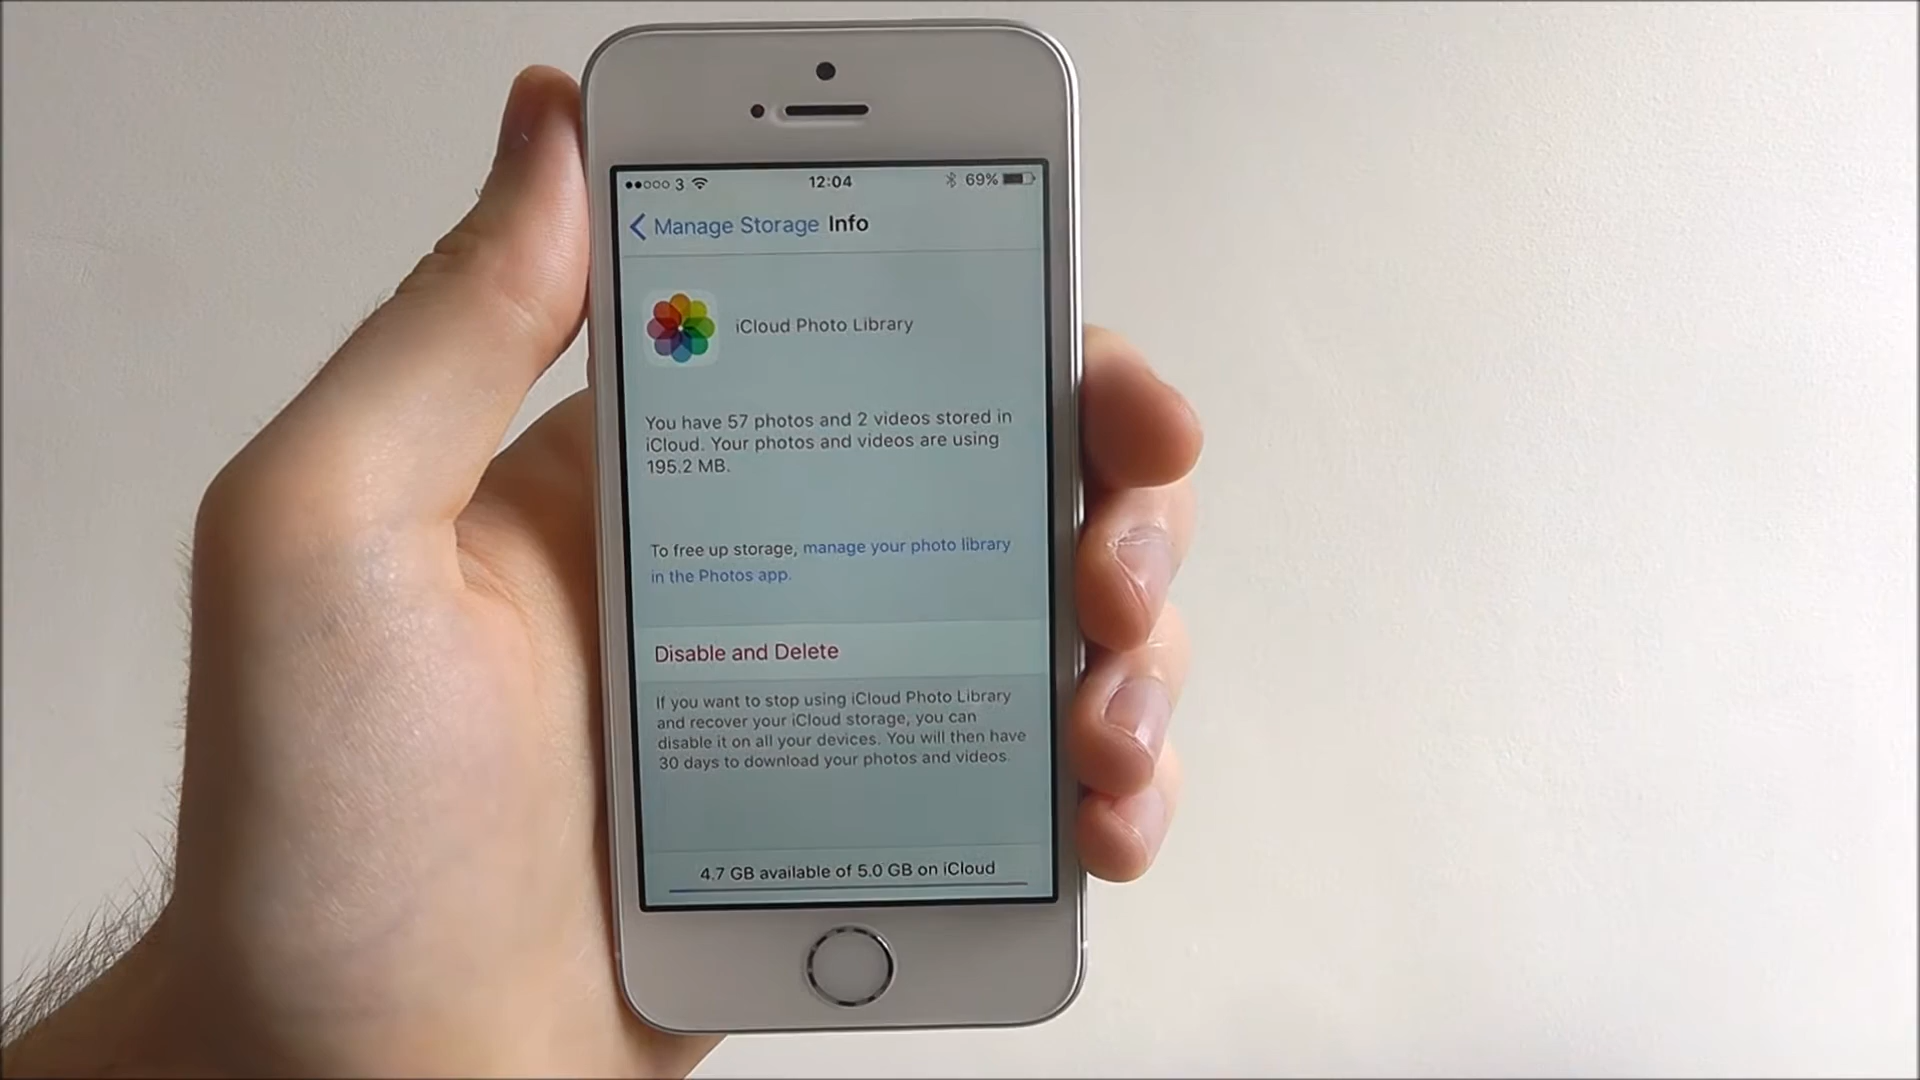 3 12:04 69%
Manage Storage Info
iCloud Photo Library
You have 57 photos and 2 videos stored in
iCloud. Your photos and videos are using
195.2 MB.
To free up storage, manage your photo library
in the Photos app.
Disable and Delete
If you want to stop using iCloud Photo Library
and recover your iCloud storage, you can
disable it on all your devices. You will then have
30 days to download your photos and videos.
4.7 GB available of 5.0 GB on iCloud